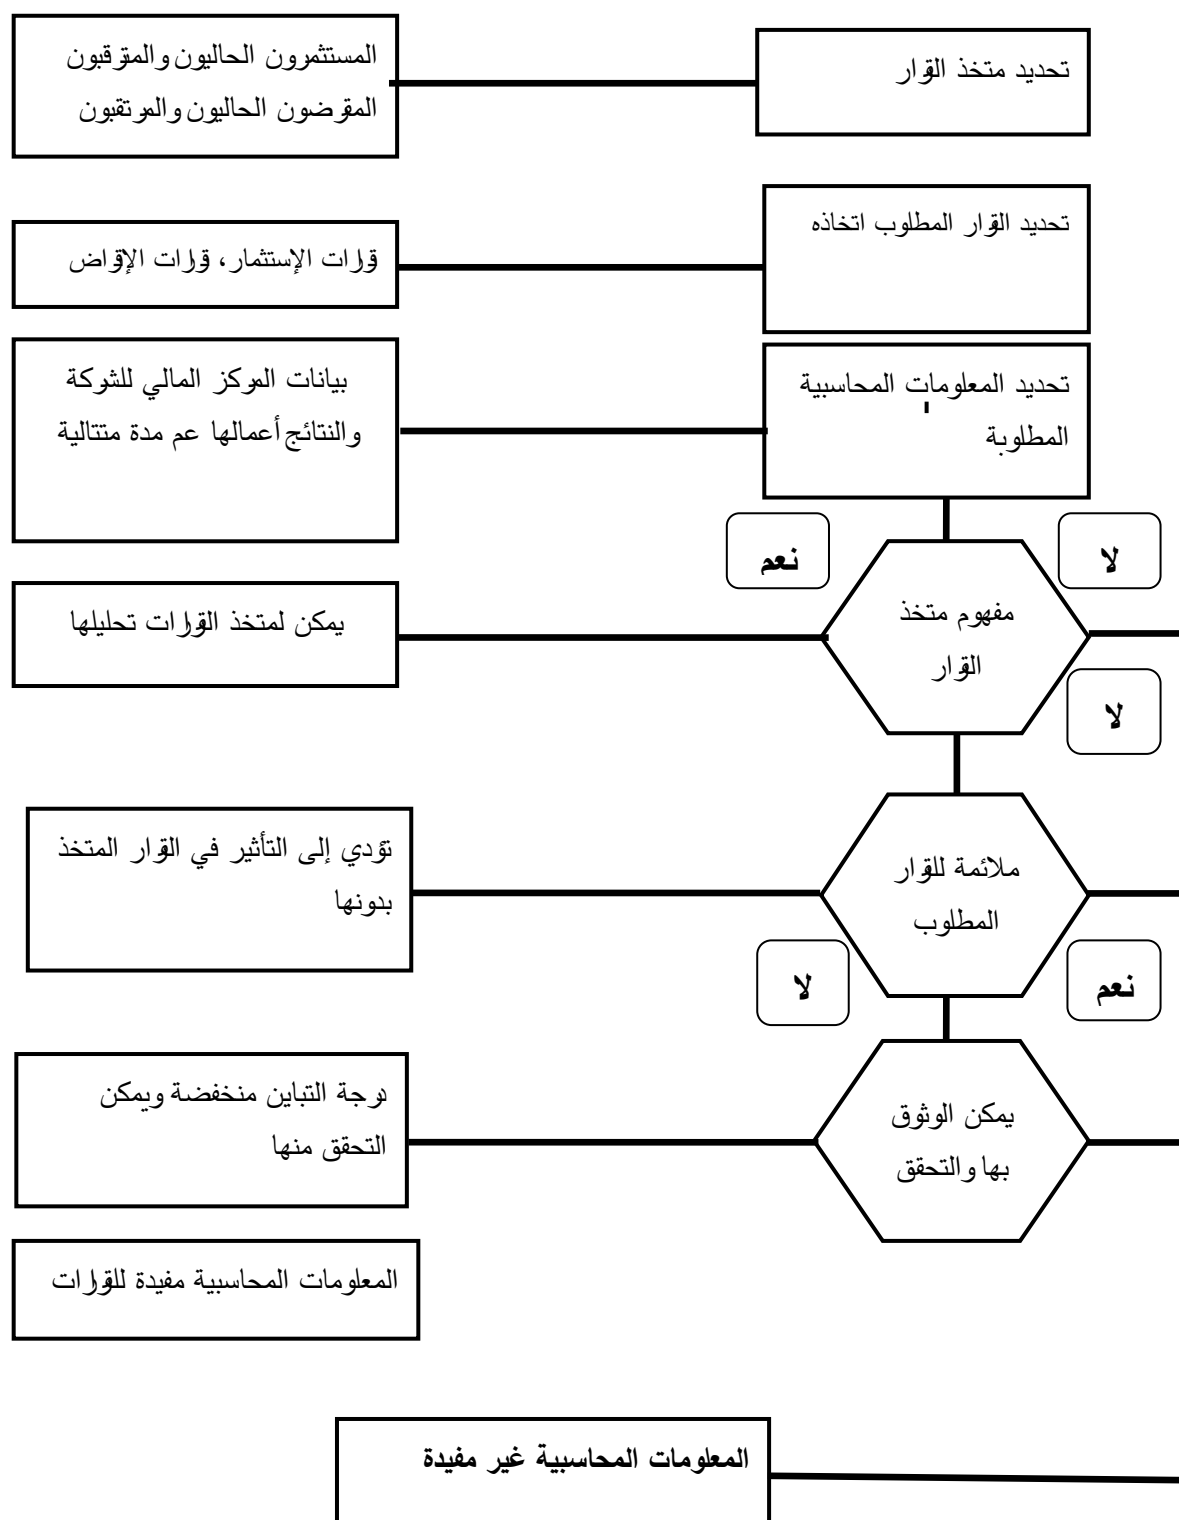 تحديد متخذ القرار
المستثمرون الحاليون والمترقبون
المقرضون الحاليون والمرتقبون
تحديد القرار المطلوب اتخاذه
قرارات الإستثمار، قرارات الإقراض
تحديد المعلومات المحاسبية
المطلوبة
بيانات المركز المالي للشركة
والنتائج أعمالها عم مدة متتالية
لا
نعم
مفهوم متخذ
القرار
يمكن لمتخذ القرارات تحليلها
لا
ملائمة للقرار
المطلوب
تؤدي إلى التأثير في القرار المتخذ
بدونها
نعم
لا
يمكن الوثوق
بها والتحقق
درجة التباين منخفضة ويمكن
التحقق منها
المعلومات المحاسبية مفيدة للقرارات
المعلومات المحاسبية غير مفيدة